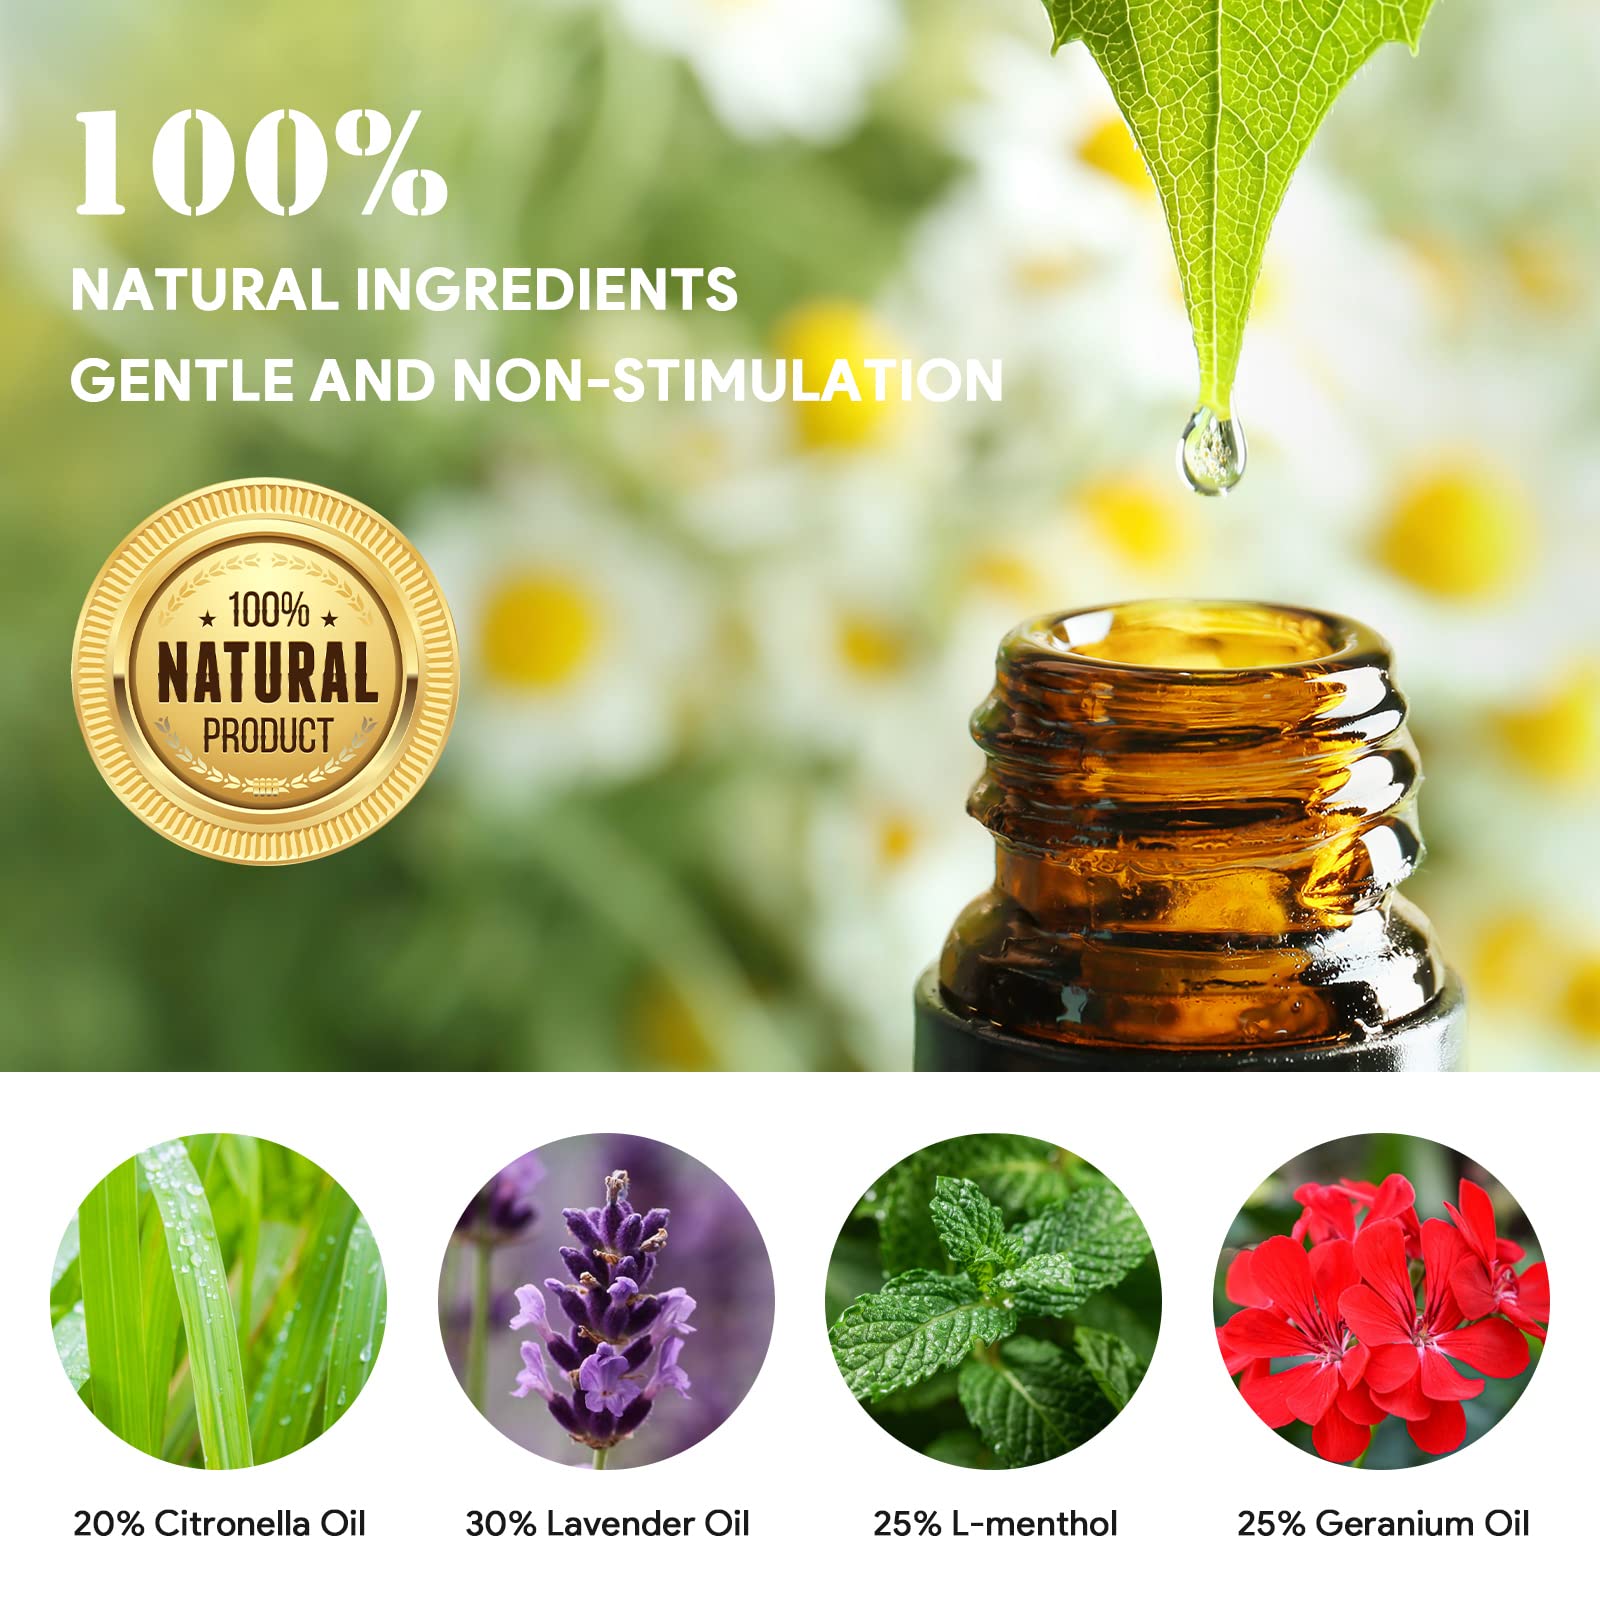 100%
NATURAL INGREDIENTS
GENTLE AND NON-STIMULATION
100%
NATURAL
PRODUCT
20% Citronella Oil
30% Lavender Oil
25% L-menthol
25% Geranium Oil